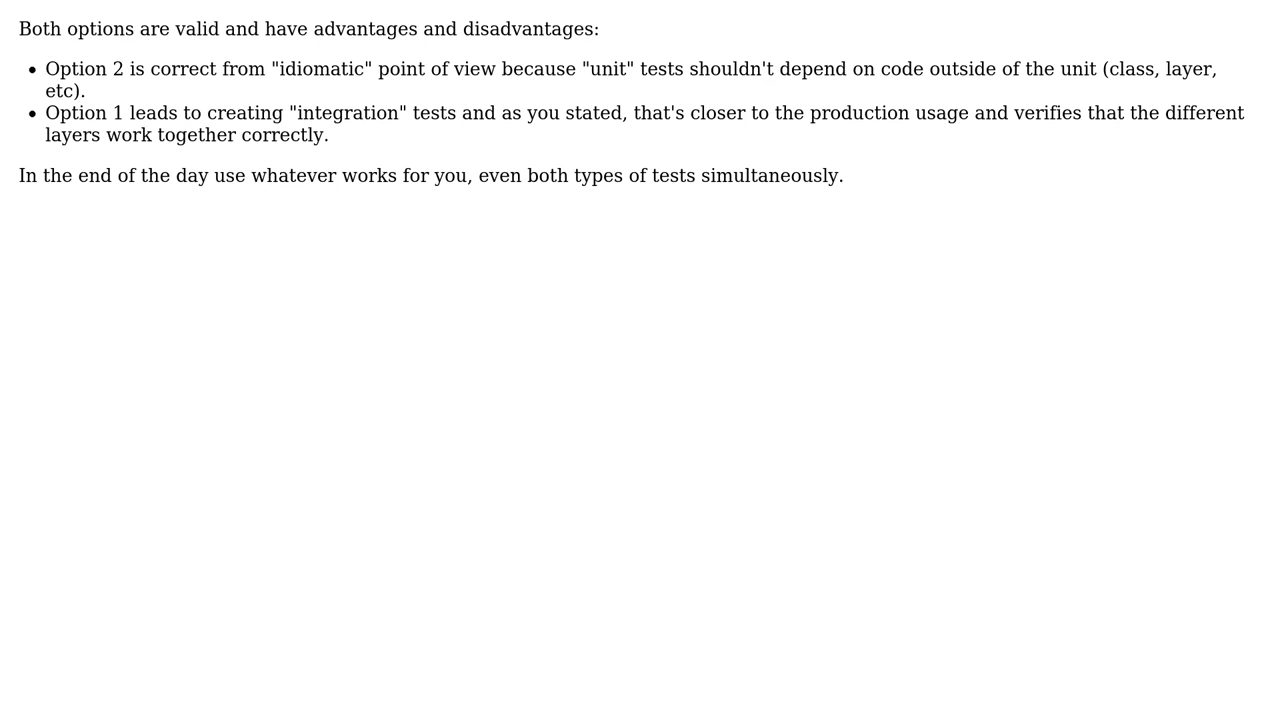 Both options are valid and have advantages and disadvantages:
• Option 2 is correct from "idiomatic" point of view because "unit" tests shouldn't depend on code outside of the unit (class, layer,
etc).
• Option 1 leads to creating "integration" tests and as you stated, that's closer to the production usage and verifies that the different
layers work together correctly.
In the end of the day use whatever works for you, even both types of tests simultaneously.